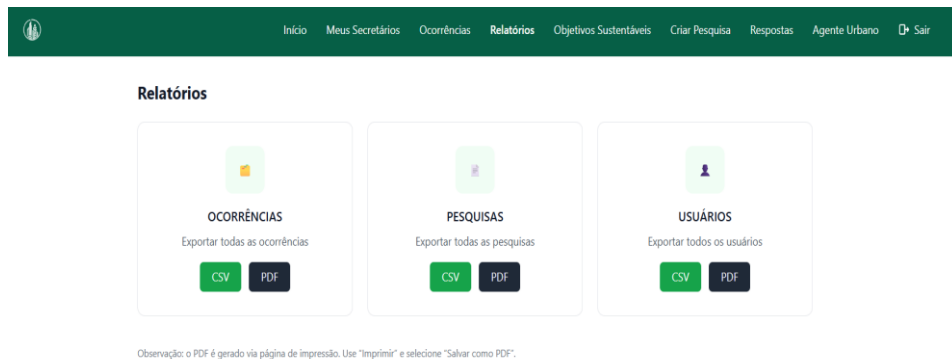 Início Meus Secretários Ocorrências Relatórios Objetivos Sustentáveis Criar Pesquisa Respostas Agente Urbano Sair
Relatórios
OCORRÊNCIAS
Exportar todas as ocorrências
CSV PDF
PESQUISAS
Exportar todas as pesquisas
CSV PDF
USUÁRIOS
Exportar todos os usuários
CSV PDF
Observação: o PDF é gerado via página de impressão. Use "Imprimir" e selecione "Salvar como PDF".